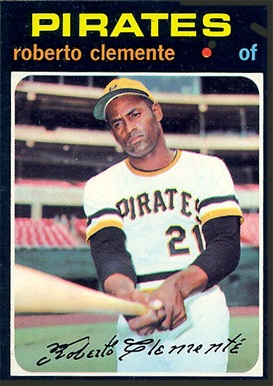 PIRATES
roberto clemente • of
PIRATES
21
Roberto Clemente